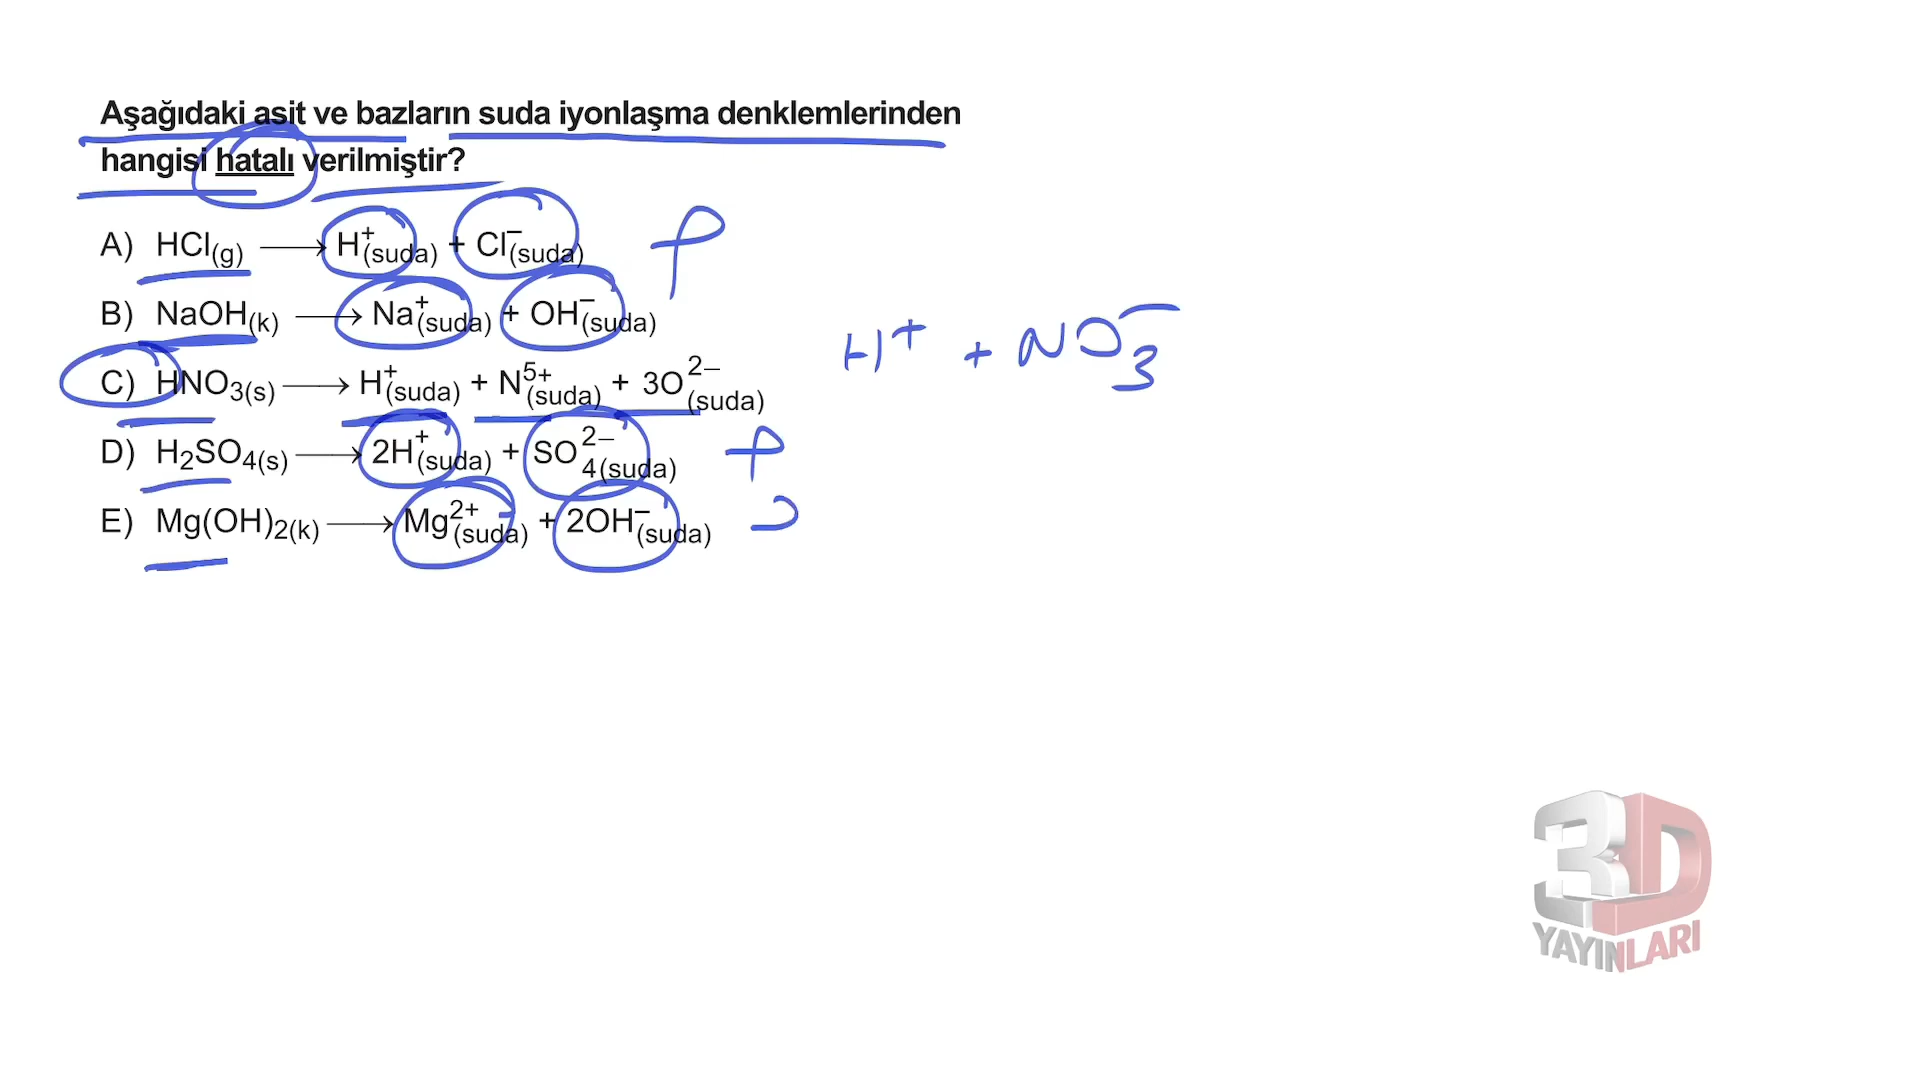 Aşağıdaki asit ve bazların suda iyonlaşma denklemlerinden
hangisi hatalı verilmiştir?
A) HCl(g) ⟶ H⁺(suda) + Cl⁻(suda)
B) NaOH(k) ⟶ Na⁺(suda) + OH⁻(suda)
H⁺ + NO₃⁻
C) HNO₃(s) ⟶ H⁺(suda) + N⁵⁺(suda) + 3O²⁻(suda)
D) H₂SO₄(s) ⟶ 2H⁺(suda) + SO₄²⁻(suda)
E) Mg(OH)₂(k) ⟶ Mg²⁺(suda) + 2OH⁻(suda)
3D
YAYINLARI